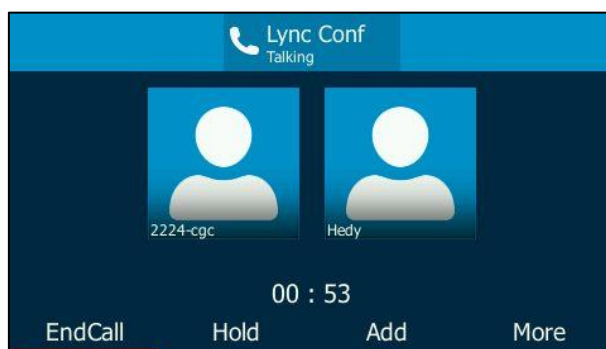 Lync Conf
Talking
2224-cgc Hedy
00 : 53
EndCall Hold Add More